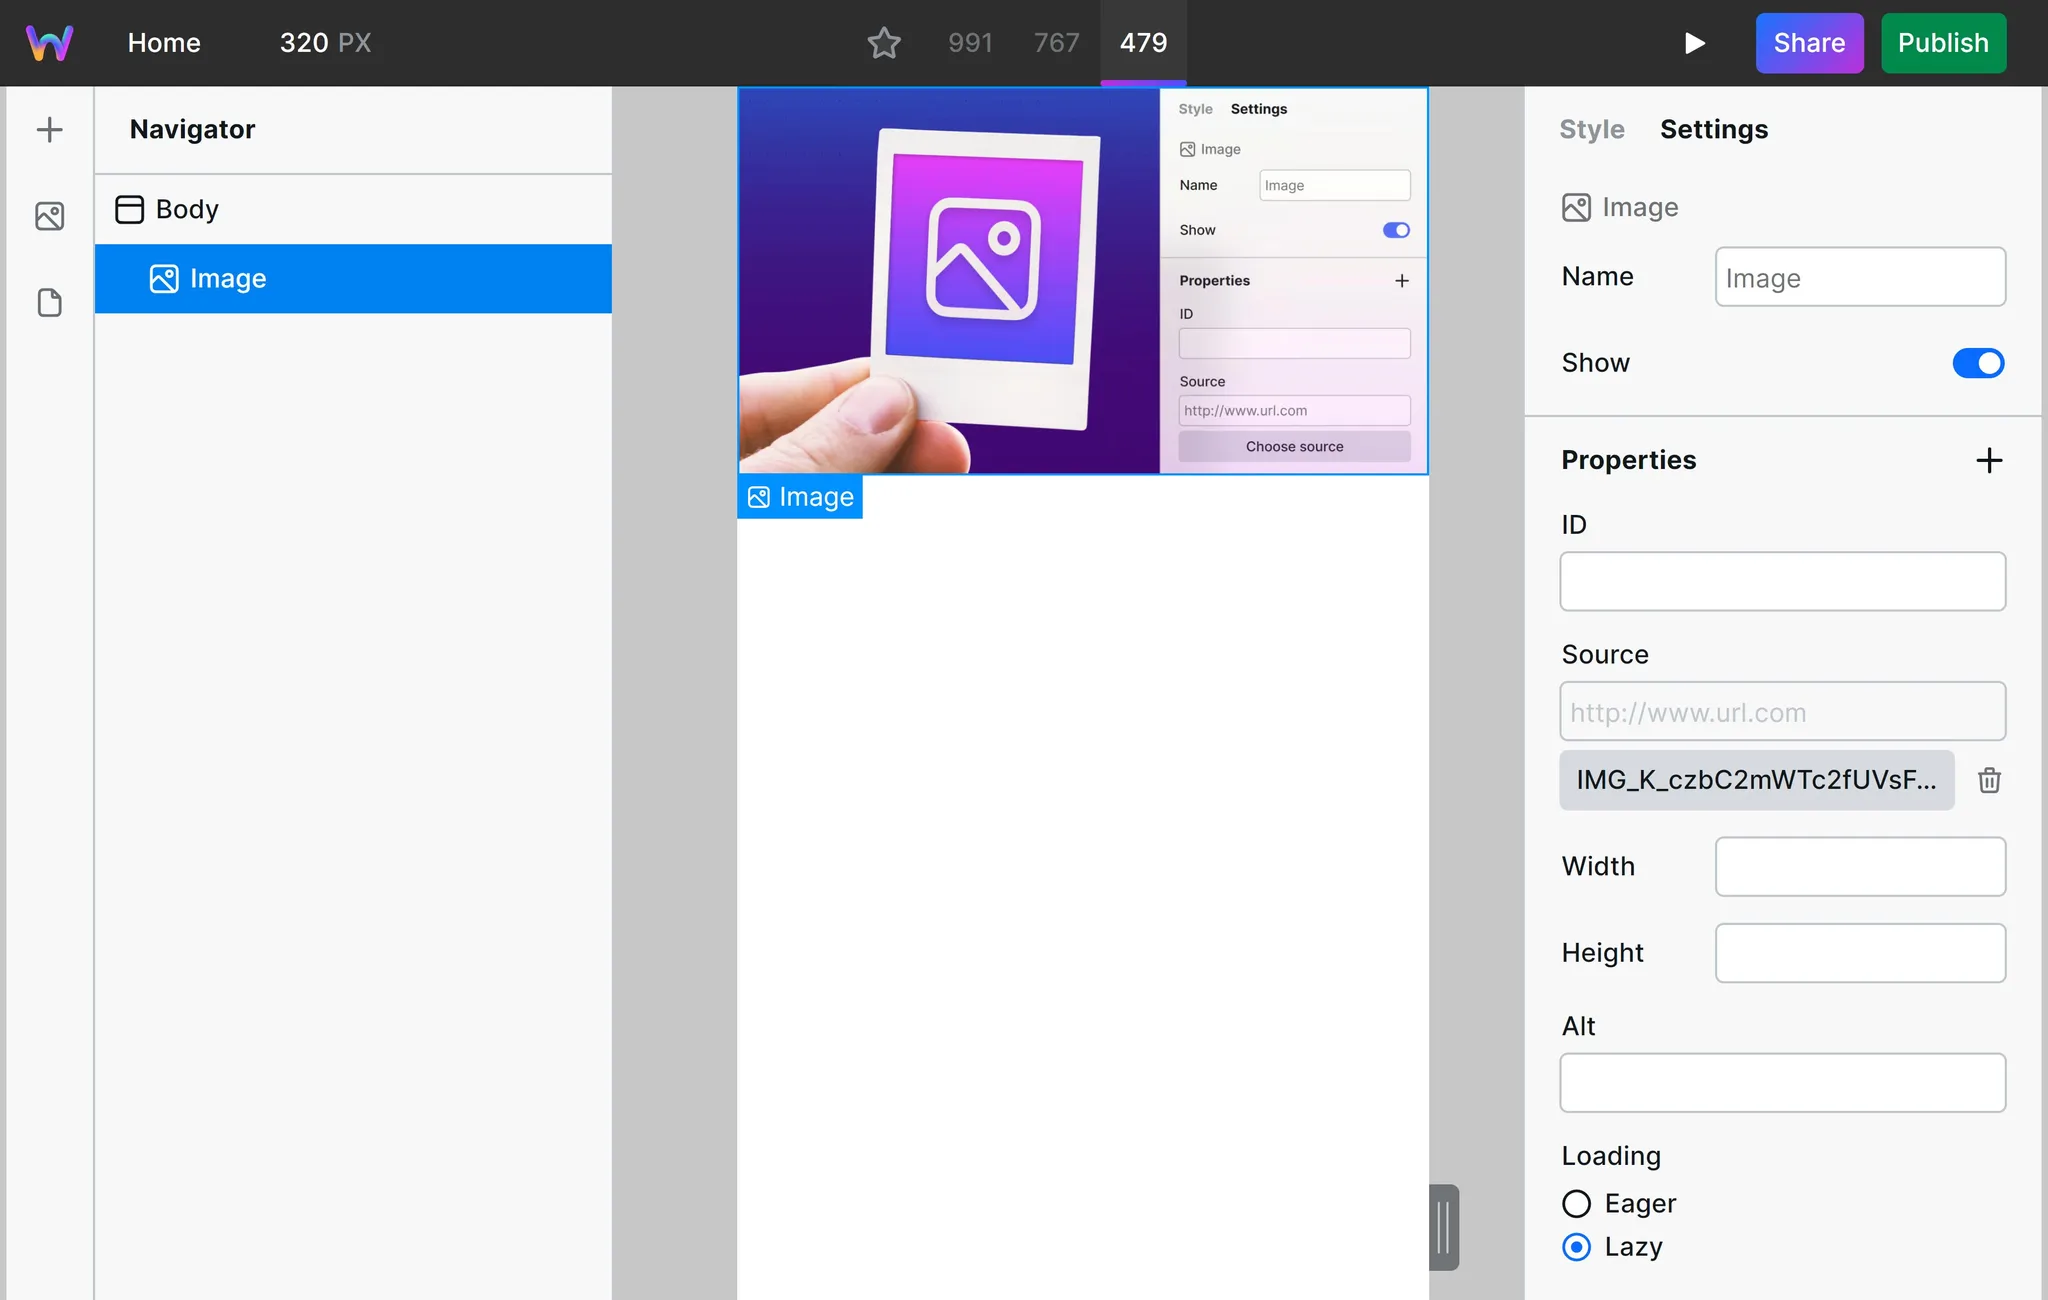 Home
320 PX
991
767
479
Share
Publish
Navigator
Body
Image
Style Settings
Image
Name Image
Show
Properties
ID
Source
http://www.url.com
Choose source
Image
Style Settings
Image
Name Image
Show
Properties
ID
Source
http://www.url.com
IMG_K_czbC2mWTc2fUVsF...
Width
Height
Alt
Loading
Eager
Lazy